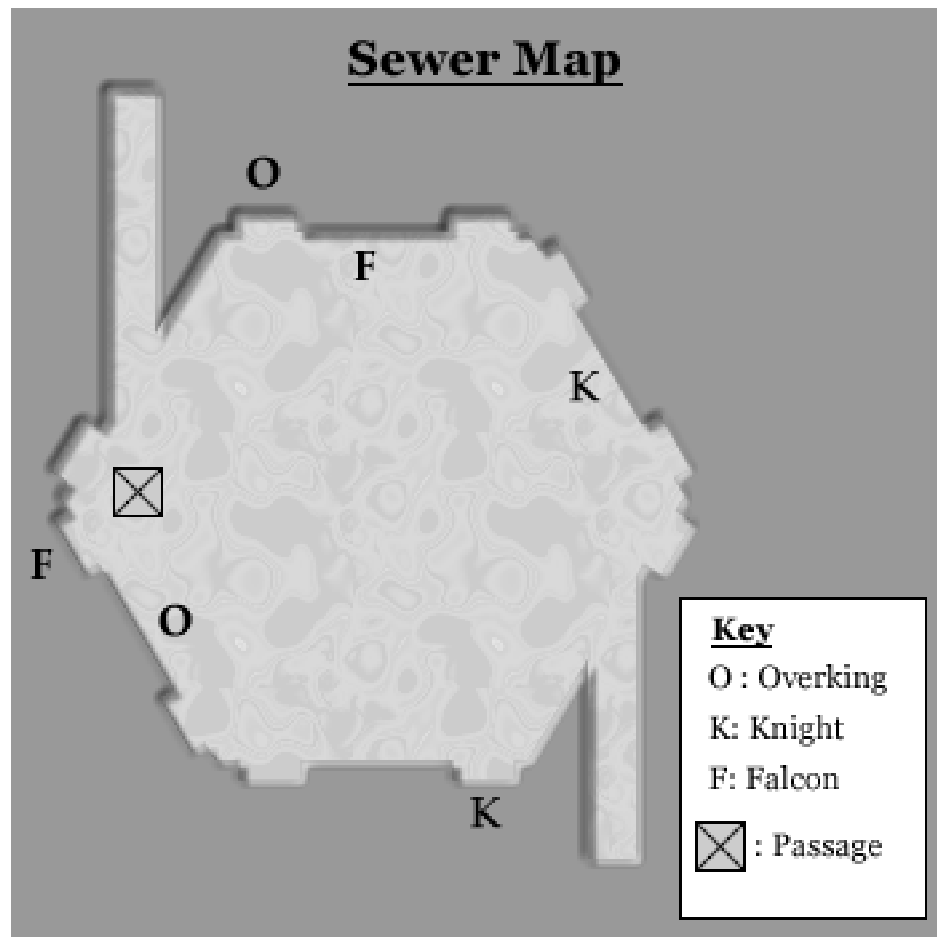 Sewer Map
O
F
K
F
O
K
Key
O : Overking
K: Knight
F: Falcon
: Passage